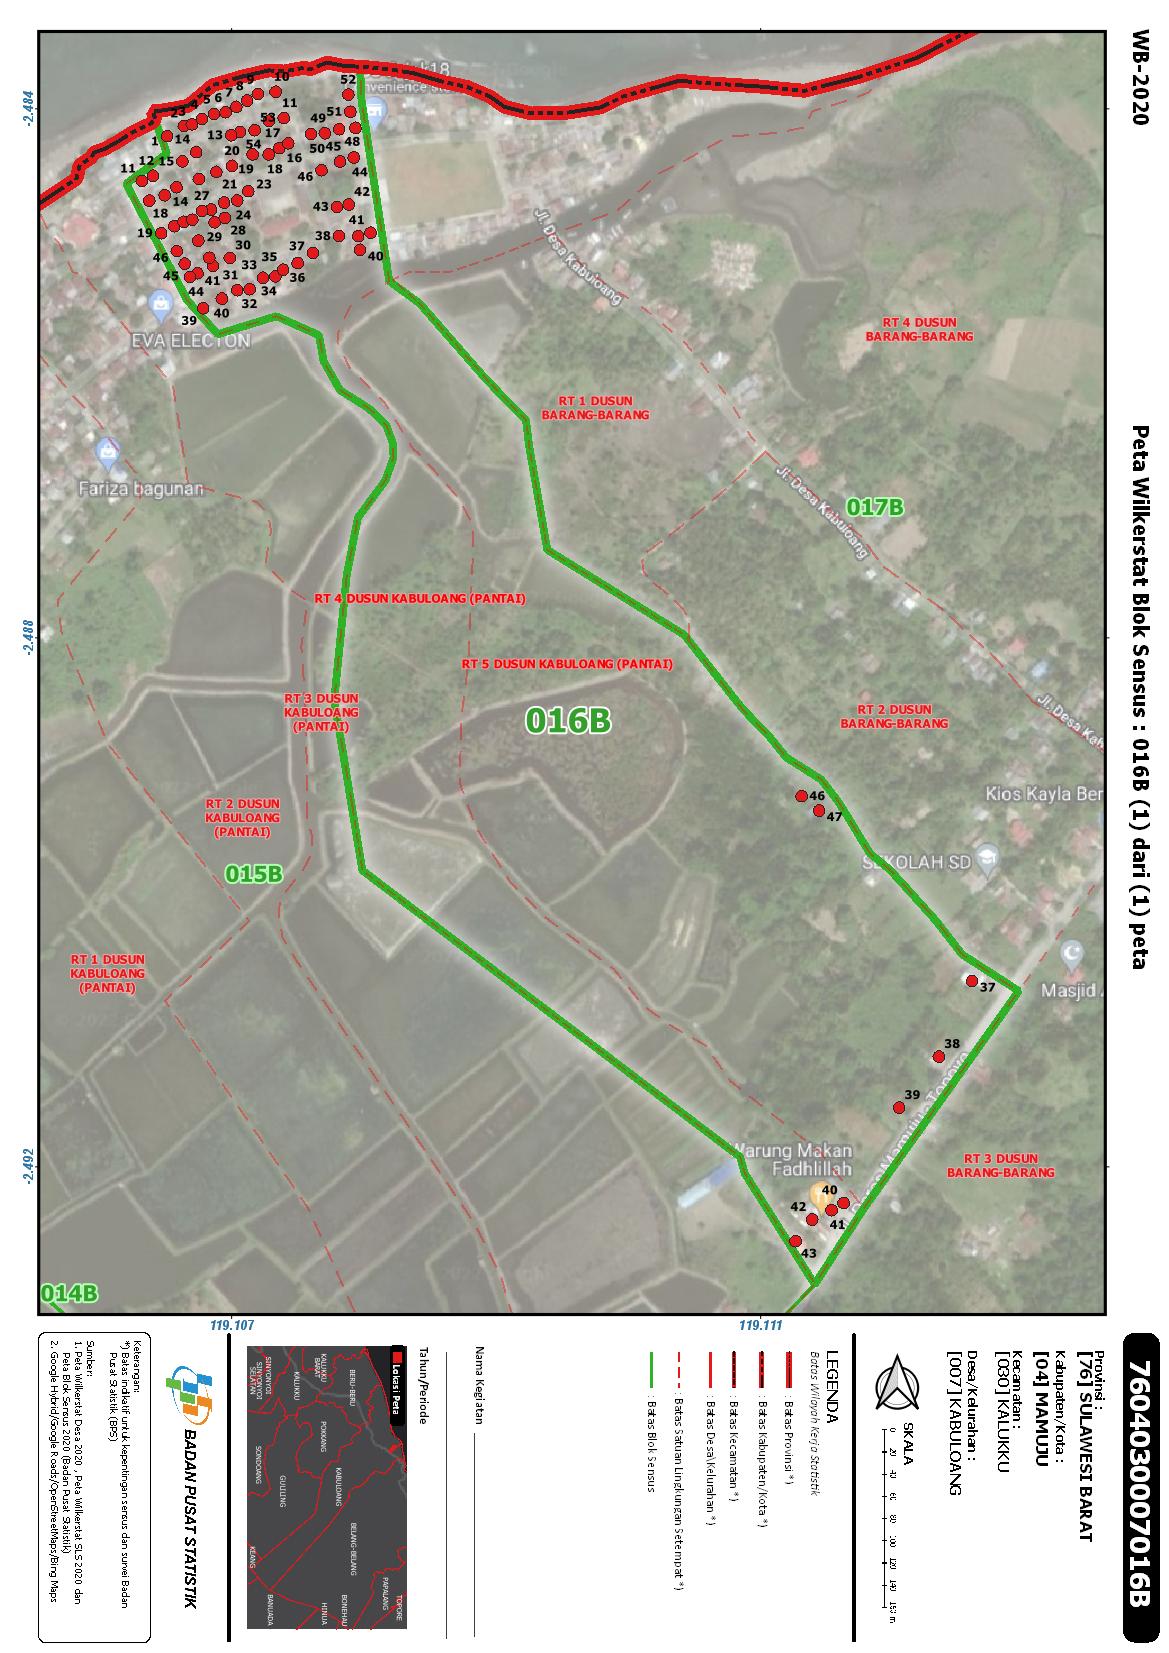 WB-2020
Peta Wilkerstat Blok Sensus : 016B (1) dari (1) peta
7604030007016B
-2.484
-2.488
-2.492
119.107
119.111
52
10
9
8
7
6
5
4
23
1
14
13
53
11
49
51
17
54
50
45
48
16
12
15
11
20
19
18
46
44
14
27
21
23
43
42
18
24
19
28
41
38
29
30
37
40
46
33
35
36
45
41
31
34
44
40
32
39
EVA ELECTON
Jl. Desa Kabuloang
RT 4 DUSUN
BARANG-BARANG
RT 1 DUSUN
BARANG-BARANG
Fariza bagunan
Jl. Desa Kabuloang
017B
RT 4 DUSUN KABULOANG (PANTAI)
RT 5 DUSUN KABULOANG (PANTAI)
RT 3 DUSUN
KABULOANG
(PANTAI)
016B
RT 2 DUSUN
BARANG-BARANG
RT 2 DUSUN
KABULOANG
(PANTAI)
46
47
Kios Kayla Ber
SEKOLAH SD
015B
RT 1 DUSUN
KABULOANG
(PANTAI)
37
Masjid
38
39
RT 3 DUSUN
BARANG-BARANG
Warung Makan
Fadhlillah
40
42
41
43
014B
Provinsi :
[76] SULAWESI BARAT
Kabupaten/Kota :
[04] MAMUJU
Kecamatan :
[030] KALUKKU
Desa/Kelurahan :
[007] KABULOANG
SKALA
0 20 40 60 80 100 120 140 160 m
LEGENDA
Batas Wilayah Kerja Statistik
: Batas Provinsi *)
: Batas Kabupaten/Kota *)
: Batas Kecamatan *)
: Batas Desa\Kelurahan *)
: Batas Satuan Lingkungan Setempat *)
: Batas Blok Sensus
Nama Kegiatan
Tahun/Periode
Lokasi Peta
BERU-BERU
KALUKKU
BARAT
KALUKKU
SINYONYOI
SINYONYOI
SELATAN
POKKANG
KABULOANG
GULILING
SONDOANG
BELANG-BELANG
KEANG
PAPALANG
TOPORE
BONEHAU
HINUA
BANUADA
BADAN PUSAT STATISTIK
Keterangan:
*) Batas indikatif untuk kepentingan sensus dan survei Badan
Pusat Statistik (BPS)
Sumber:
1. Peta Wilkerstat Desa 2020 , Peta Wilkerstat SLS 2020 dan
Peta Blok Sensus 2020 (Badan Pusat Statistik)
2. Google Hybrid/Google Roads/OpenStreetMaps/Bing Maps